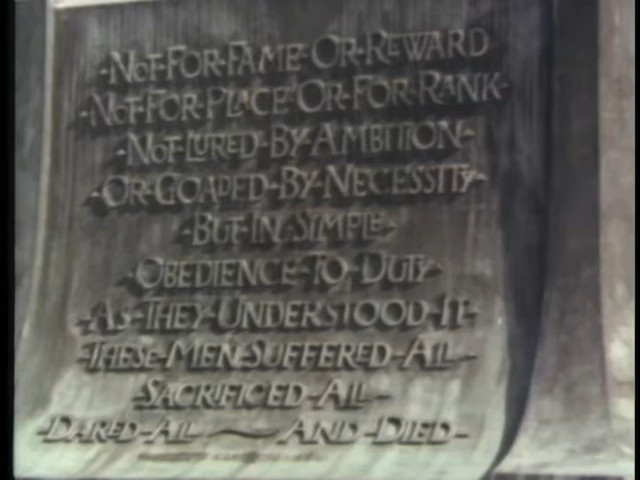 -NOT-FOR-FAME-OR-REWARD
-NOT-FOR-PLACE-OR-FOR-RANK-
-NOT-LURED-BY-AMBITION-
-OR-GOADED-BY-NECESSITY-
-BUT-IN-SIMPLE-
-OBEDIENCE-TO-DUTY-
-AS-THEY-UNDERSTOOD-IT-
-THESE-MEN-SUFFERED-ALL-
-SACRIFICED-ALL-
-DARED-ALL ~ AND-DIED-